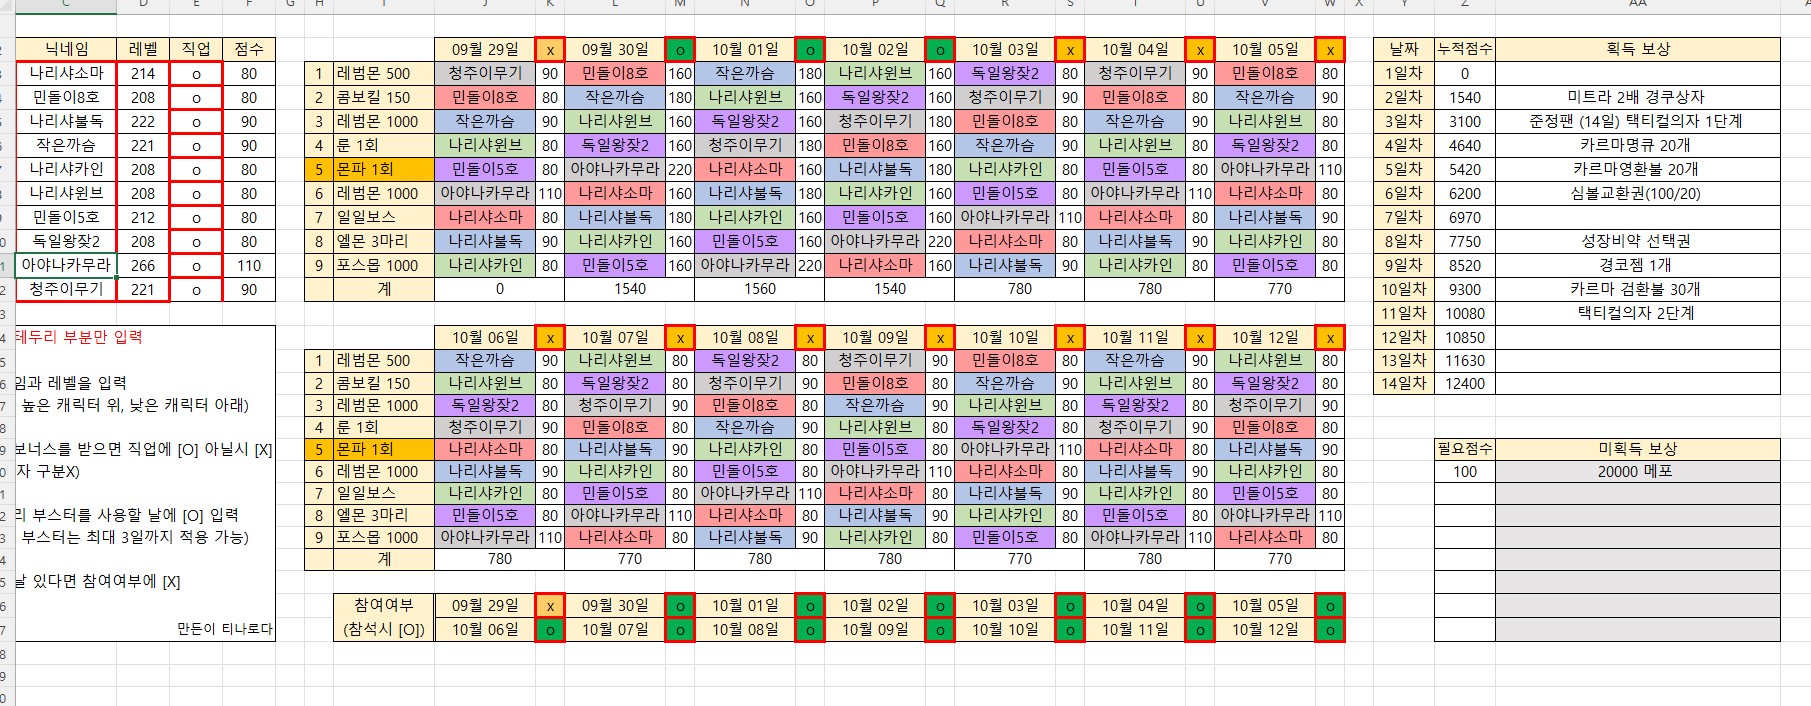 C D E F G H I J K L M N O P Q R S T U V W X Y Z AA
닉네임 레벨 직업 점수
나리샤소마 214 o 80
민돌이8호 208 o 80
나리샤불독 222 o 90
작은까슴 221 o 90
나리샤카인 208 o 80
나리샤윈브 208 o 80
민돌이5호 212 o 80
독일왕잦2 208 o 80
아야나카무라 266 o 110
청주이무기 221 o 90
테두리 부분만 입력
임과 레벨을 입력
높은 캐릭터 위, 낮은 캐릭터 아래)
보너스를 받으면 직업에 [O] 아닐시 [X]
자 구분X)
리 부스터를 사용할 날에 [O] 입력
부스터는 최대 3일까지 적용 가능)
날 있다면 참여여부에 [X]
만든이 티나로다
09월 29일 x 09월 30일 o 10월 01일 o 10월 02일 o 10월 03일 x 10월 04일 x 10월 05일 x
1 레범몬 500 청주이무기 90 민돌이8호 160 작은까슴 180 나리샤윈브 160 독일왕잦2 80 청주이무기 90 민돌이8호 80
2 콤보킬 150 민돌이8호 80 작은까슴 180 나리샤윈브 160 독일왕잦2 160 청주이무기 90 민돌이8호 80 작은까슴 90
3 레범몬 1000 작은까슴 90 나리샤윈브 160 독일왕잦2 160 청주이무기 180 민돌이8호 80 작은까슴 90 나리샤윈브 80
4 룬 1회 나리샤윈브 80 독일왕잦2 160 청주이무기 180 민돌이8호 160 작은까슴 90 나리샤윈브 80 독일왕잦2 80
5 몬파 1회 민돌이5호 80 아야나카무라 220 나리샤소마 160 나리샤불독 180 나리샤카인 80 민돌이5호 80 아야나카무라 110
6 레범몬 1000 아야나카무라 110 나리샤소마 160 나리샤불독 180 나리샤카인 160 민돌이5호 80 아야나카무라 110 나리샤소마 80
7 일일보스 나리샤소마 80 나리샤불독 180 나리샤카인 160 민돌이5호 160 아야나카무라 110 나리샤소마 80 나리샤불독 90
8 엘몬 3마리 나리샤불독 90 나리샤카인 160 민돌이5호 160 아야나카무라 220 나리샤소마 80 나리샤불독 90 나리샤카인 80
9 포스몹 1000 나리샤카인 80 민돌이5호 160 아야나카무라 220 나리샤소마 160 나리샤불독 90 나리샤카인 80 민돌이5호 80
계 0 1540 1560 1540 780 780 770
10월 06일 x 10월 07일 x 10월 08일 x 10월 09일 x 10월 10일 x 10월 11일 x 10월 12일 x
1 레범몬 500 작은까슴 90 나리샤윈브 80 독일왕잦2 80 청주이무기 90 민돌이8호 80 작은까슴 90 나리샤윈브 80
2 콤보킬 150 나리샤윈브 80 독일왕잦2 80 청주이무기 90 민돌이8호 80 작은까슴 90 나리샤윈브 80 독일왕잦2 80
3 레범몬 1000 독일왕잦2 80 청주이무기 90 민돌이8호 80 작은까슴 90 나리샤윈브 80 독일왕잦2 80 청주이무기 90
4 룬 1회 청주이무기 90 민돌이8호 80 작은까슴 90 나리샤윈브 80 독일왕잦2 80 청주이무기 90 민돌이8호 80
5 몬파 1회 나리샤소마 80 나리샤불독 90 나리샤카인 80 민돌이5호 80 아야나카무라 110 나리샤소마 80 나리샤불독 90
6 레범몬 1000 나리샤불독 90 나리샤카인 80 민돌이5호 80 아야나카무라 110 나리샤소마 80 나리샤불독 90 나리샤카인 80
7 일일보스 나리샤카인 80 민돌이5호 80 아야나카무라 110 나리샤소마 80 나리샤불독 90 나리샤카인 80 민돌이5호 80
8 엘몬 3마리 민돌이5호 80 아야나카무라 110 나리샤소마 80 나리샤불독 90 나리샤카인 80 민돌이5호 80 아야나카무라 110
9 포스몹 1000 아야나카무라 110 나리샤소마 80 나리샤불독 90 나리샤카인 80 민돌이5호 80 아야나카무라 110 나리샤소마 80
계 780 770 780 780 770 780 770
참여여부 09월 29일 x 09월 30일 o 10월 01일 o 10월 02일 o 10월 03일 o 10월 04일 o 10월 05일 o
(참석시 [O]) 10월 06일 o 10월 07일 o 10월 08일 o 10월 09일 o 10월 10일 o 10월 11일 o 10월 12일 o
날짜 누적점수 획득 보상
1일차 0
2일차 1540 미트라 2배 경쿠상자
3일차 3100 준정팬 (14일) 택티컬의자 1단계
4일차 4640 카르마명큐 20개
5일차 5420 카르마영환불 20개
6일차 6200 심볼교환권(100/20)
7일차 6970
8일차 7750 성장비약 선택권
9일차 8520 경코젬 1개
10일차 9300 카르마 검환불 30개
11일차 10080 택티컬의자 2단계
12일차 10850
13일차 11630
14일차 12400
필요점수 미획득 보상
100 20000 메포